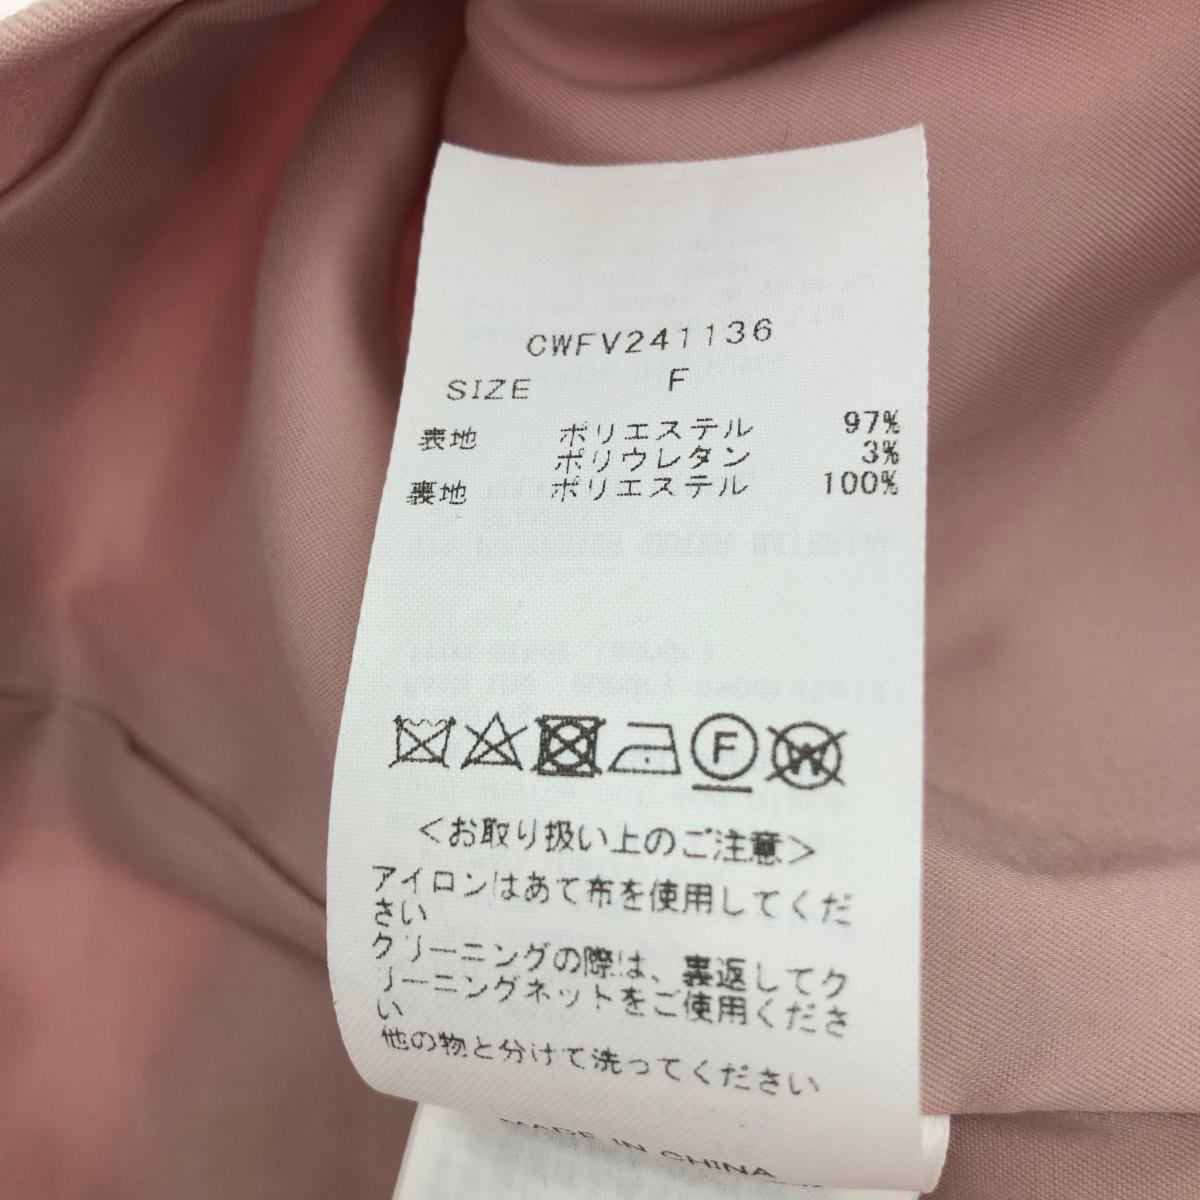 CWFV241136
SIZE F
表地 ポリエステル 97%
ポリウレタン 3%
裏地 ポリエステル 100%
F W
<お取り扱い上のご注意>
アイロンはあて布を使用してくだ
さい
クリーニングの際は、裏返してク
リーニングネットをご使用くださ
い
他の物と分けて洗ってください
MADE IN CHINA